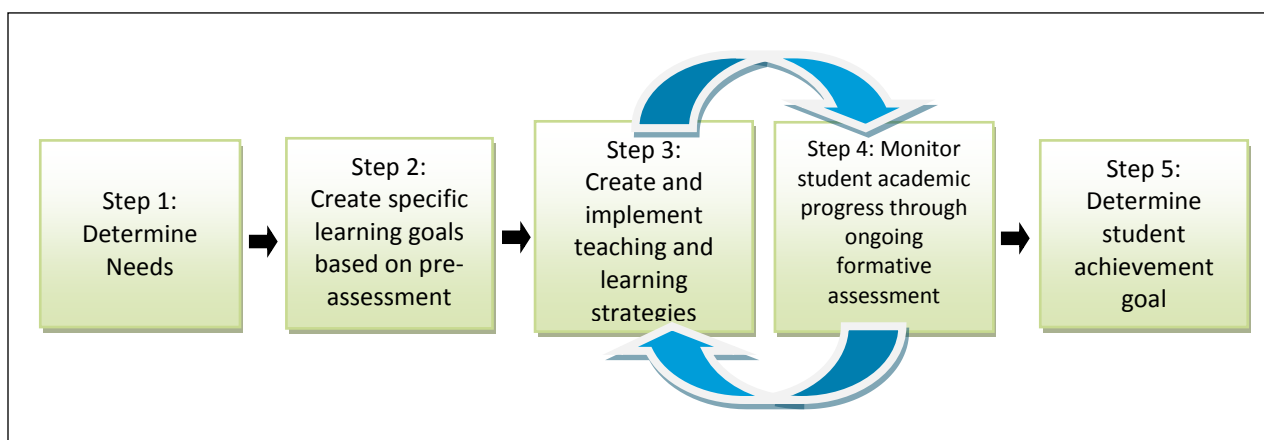 Step 1:
Determine
Needs
Step 2:
Create specific
learning goals
based on pre-
assessment
Step 3:
Create and
implement
teaching and
learning
strategies
Step 4: Monitor
student academic
progress through
ongoing
formative
assessment
Step 5:
Determine
student
achievement
goal